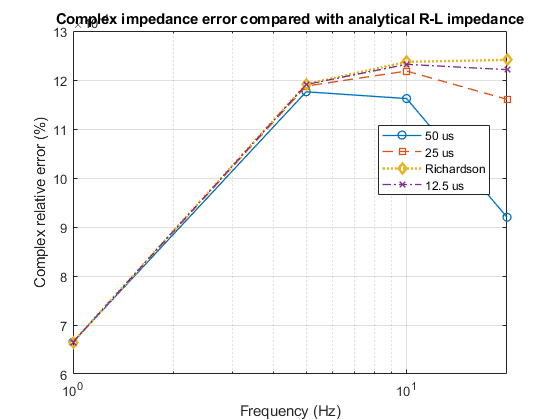 Complex impedance error compared with analytical R-L impedance
13
12
11
10
9
8
7
6
Complex relative error (%)
50 us
25 us
Richardson
12.5 us
10^0
10^1
Frequency (Hz)